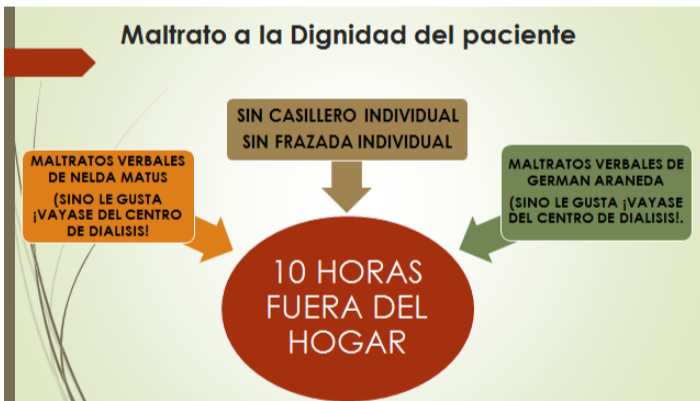 Maltrato a la Dignidad del paciente
SIN CASILLERO INDIVIDUAL
SIN FRAZADA INDIVIDUAL
MALTRATOS VERBALES
DE NELDA MATUS
(SINO LE GUSTA
¡VAYASE DEL CENTRO
DE DIALISIS!
MALTRATOS VERBALES DE
GERMAN ARANEDA
(SINO LE GUSTA ¡VAYASE
DEL CENTRO DE DIALISIS!.
10 HORAS
FUERA DEL
HOGAR